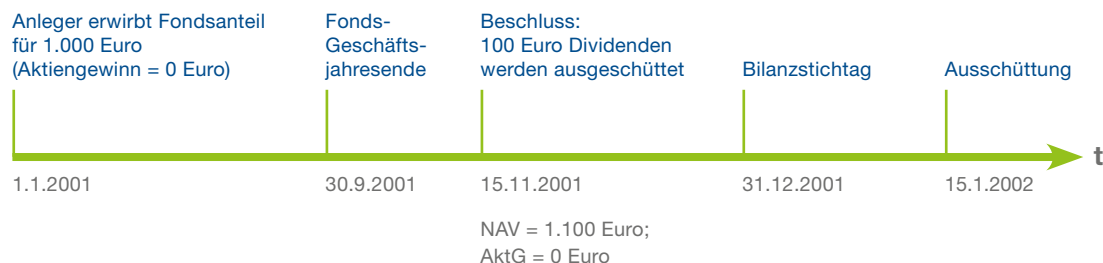 Anleger erwirbt Fondsanteil
für 1.000 Euro
(Aktiengewinn = 0 Euro)
Fonds-
Geschäfts-
jahresende
Beschluss:
100 Euro Dividenden
werden ausgeschüttet
Bilanzstichtag
Ausschüttung
t
1.1.2001
30.9.2001
15.11.2001
31.12.2001
15.1.2002
NAV = 1.100 Euro;
AktG = 0 Euro